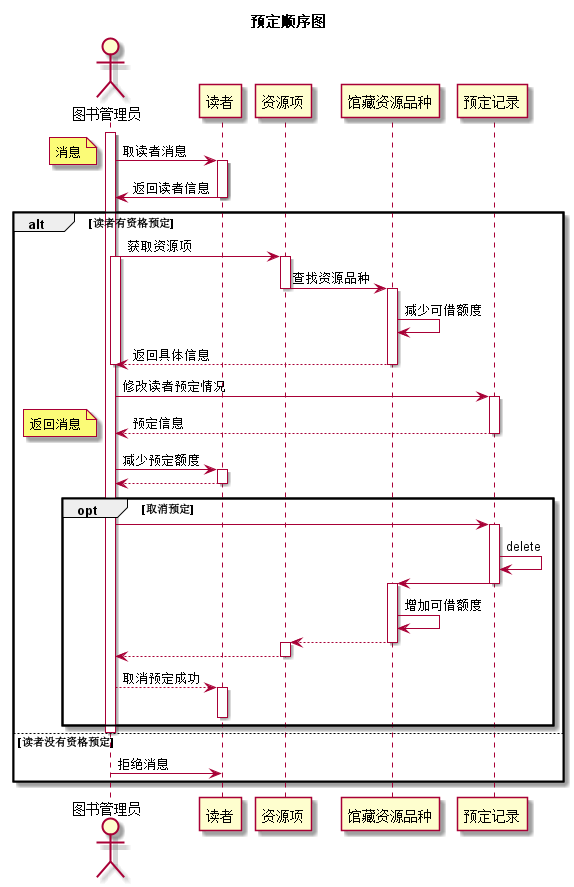 预定顺序图
图书管理员
读者
资源项
馆藏资源品种
预定记录
消息
取读者消息
返回读者信息
alt
[读者有资格预定]
获取资源项
查找资源品种
减少可借额度
返回具体信息
修改读者预定情况
返回消息
预定信息
减少预定额度
opt
[取消预定]
delete
增加可借额度
取消预定成功
[读者没有资格预定]
拒绝消息
图书管理员
读者
资源项
馆藏资源品种
预定记录